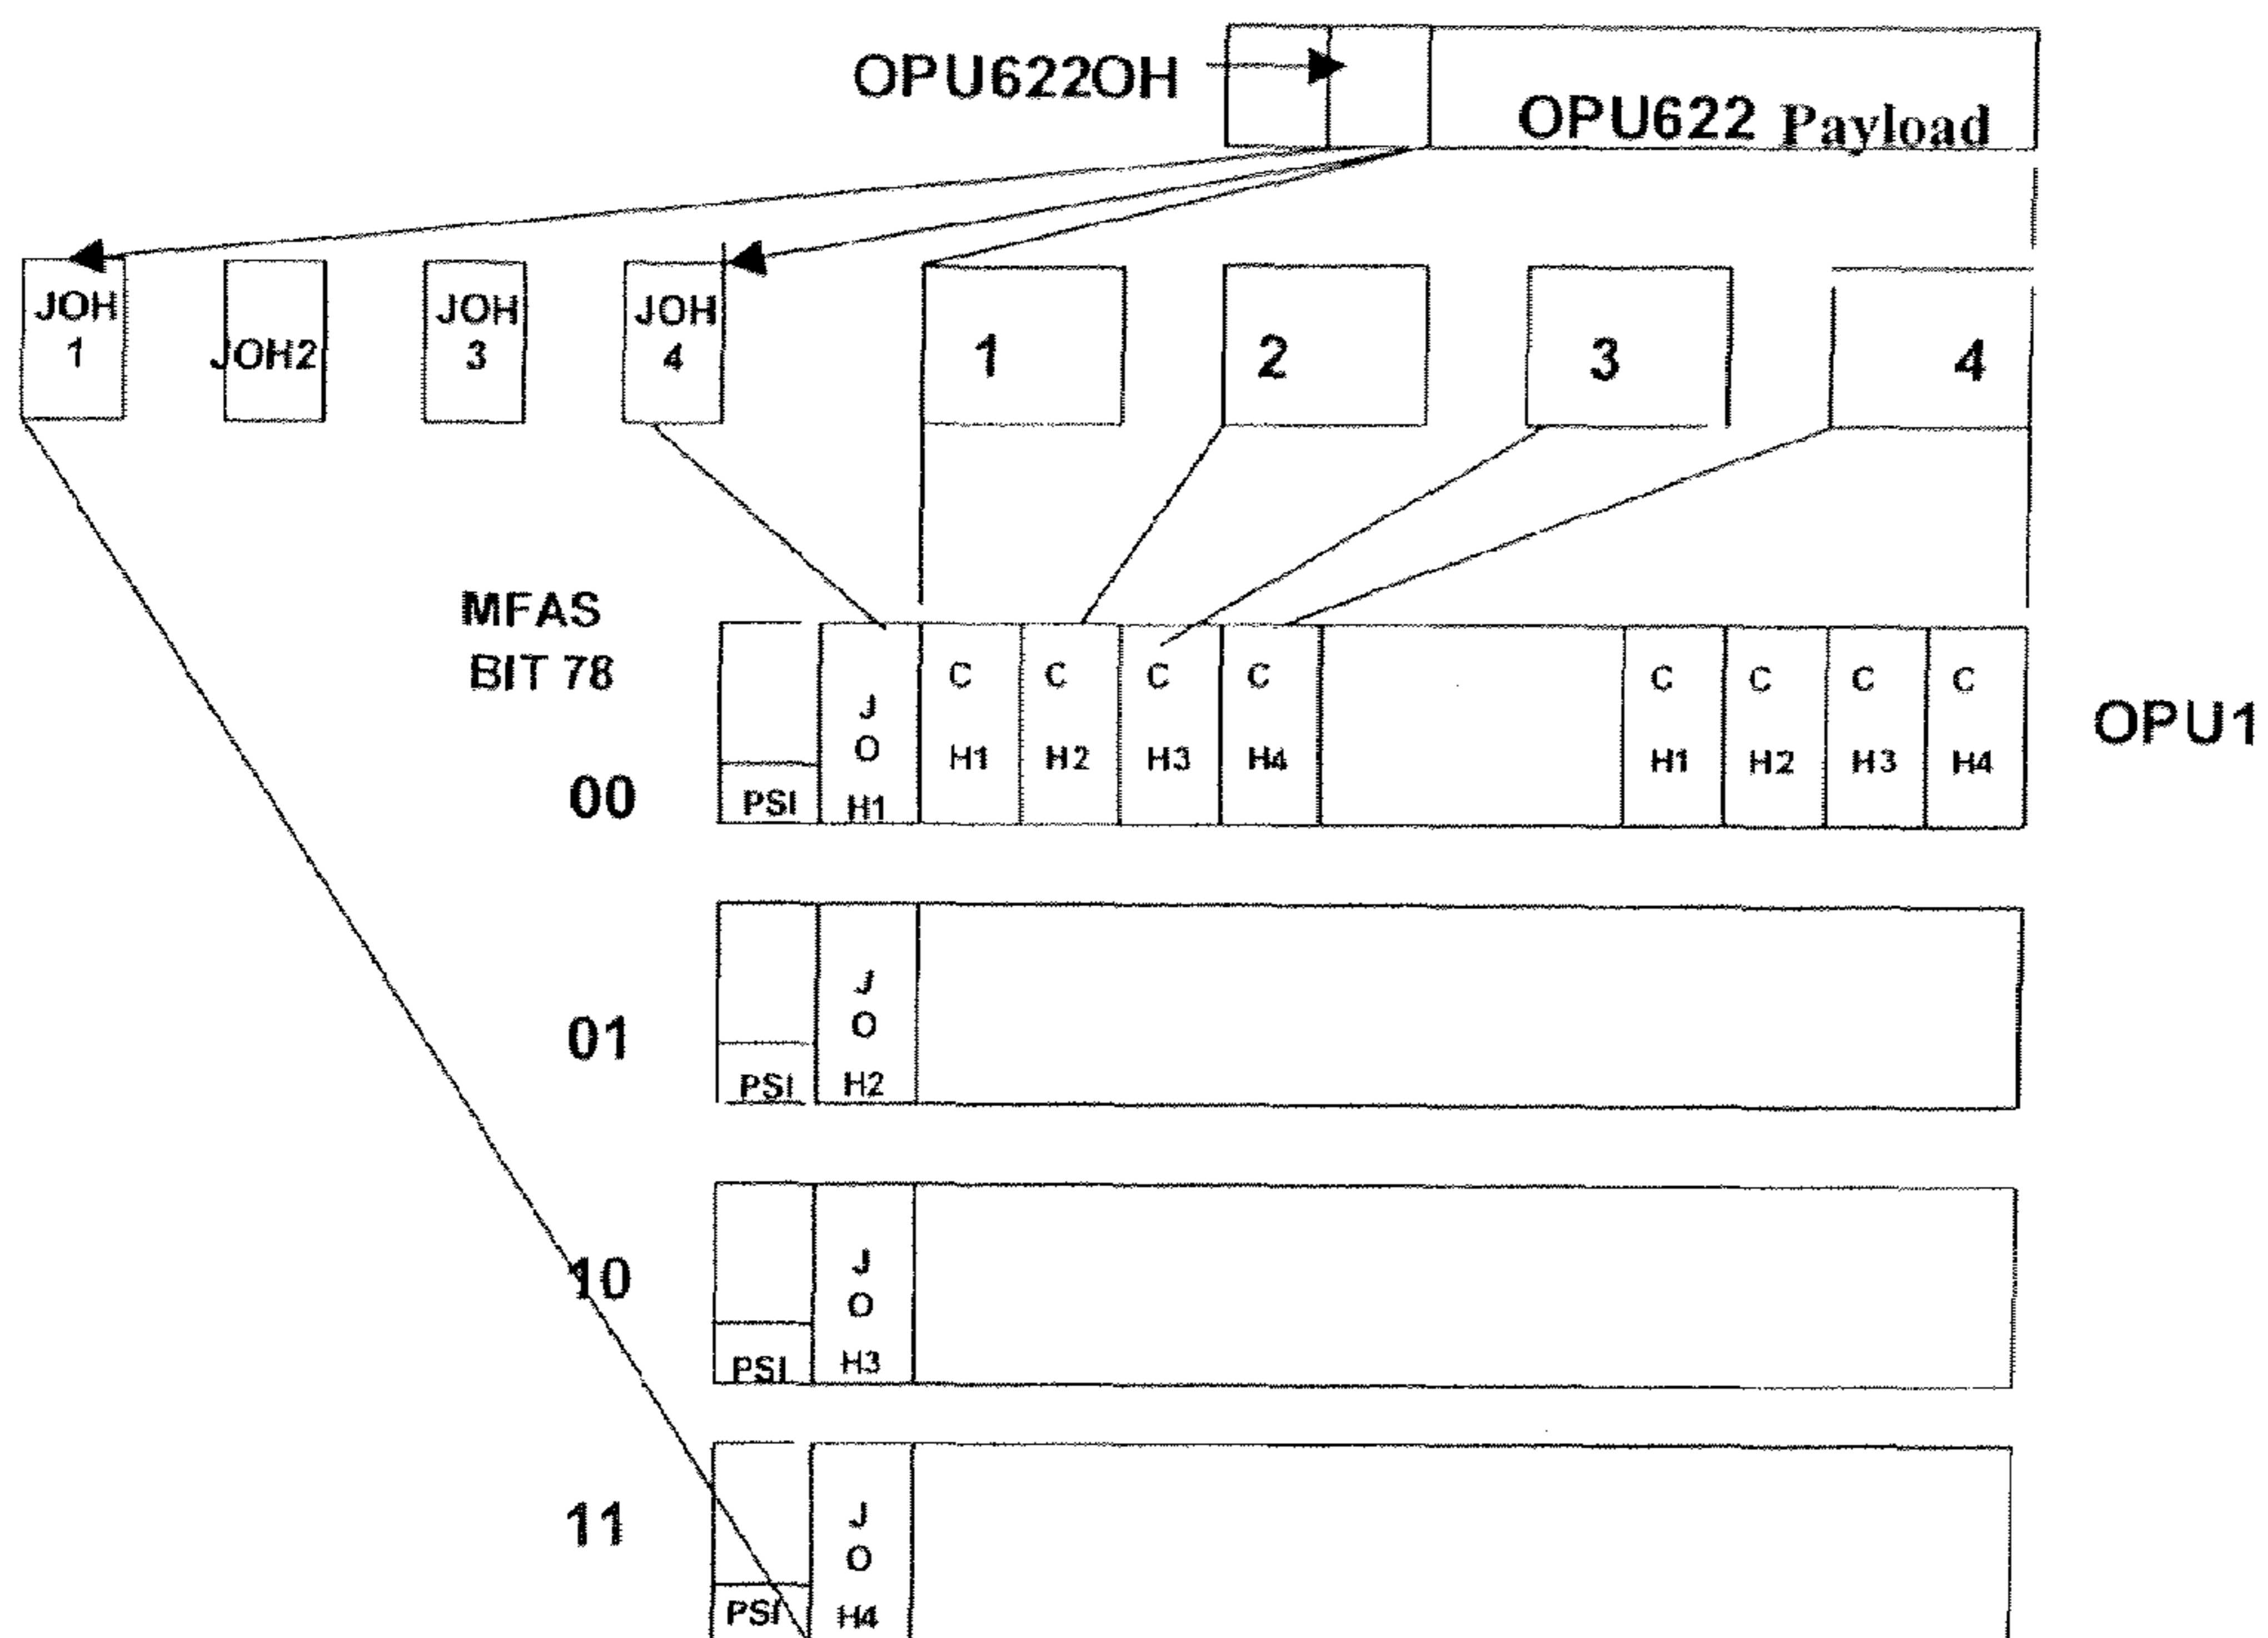 OPU622OH
OPU622 Payload
JOH
1
JOH2
JOH
3
JOH
4
1
2
3
4
MFAS
BIT 78
00
PSI
J
O
H1
C
H1
C
H2
C
H3
C
H4
C
H1
C
H2
C
H3
C
H4
OPU1
01
PSI
J
O
H2
10
PSI
J
O
H3
11
PSI
J
O
H4